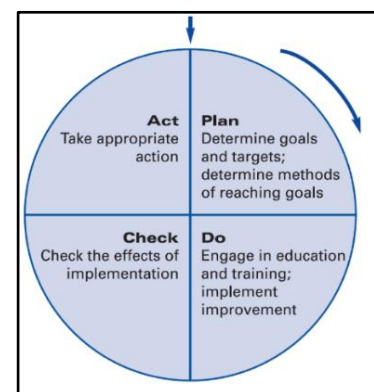 Act
Take appropriate
action
Plan
Determine goals
and targets;
determine methods
of reaching goals
Check
Check the effects of
implementation
Do
Engage in education
and training;
implement
improvement